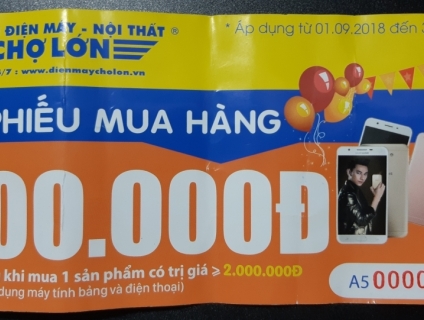 ĐIỆN MÁY - NỘI THẤT ®
CHỢ LỚN
/7 : www.dienmaycholon.vn
* Áp dụng từ 01.09.2018 đến 3
PHIẾU MUA HÀNG
00.000Đ
khi mua 1 sản phẩm có trị giá ≥ 2.000.000Đ
dụng máy tính bảng và điện thoại)
A5 0000